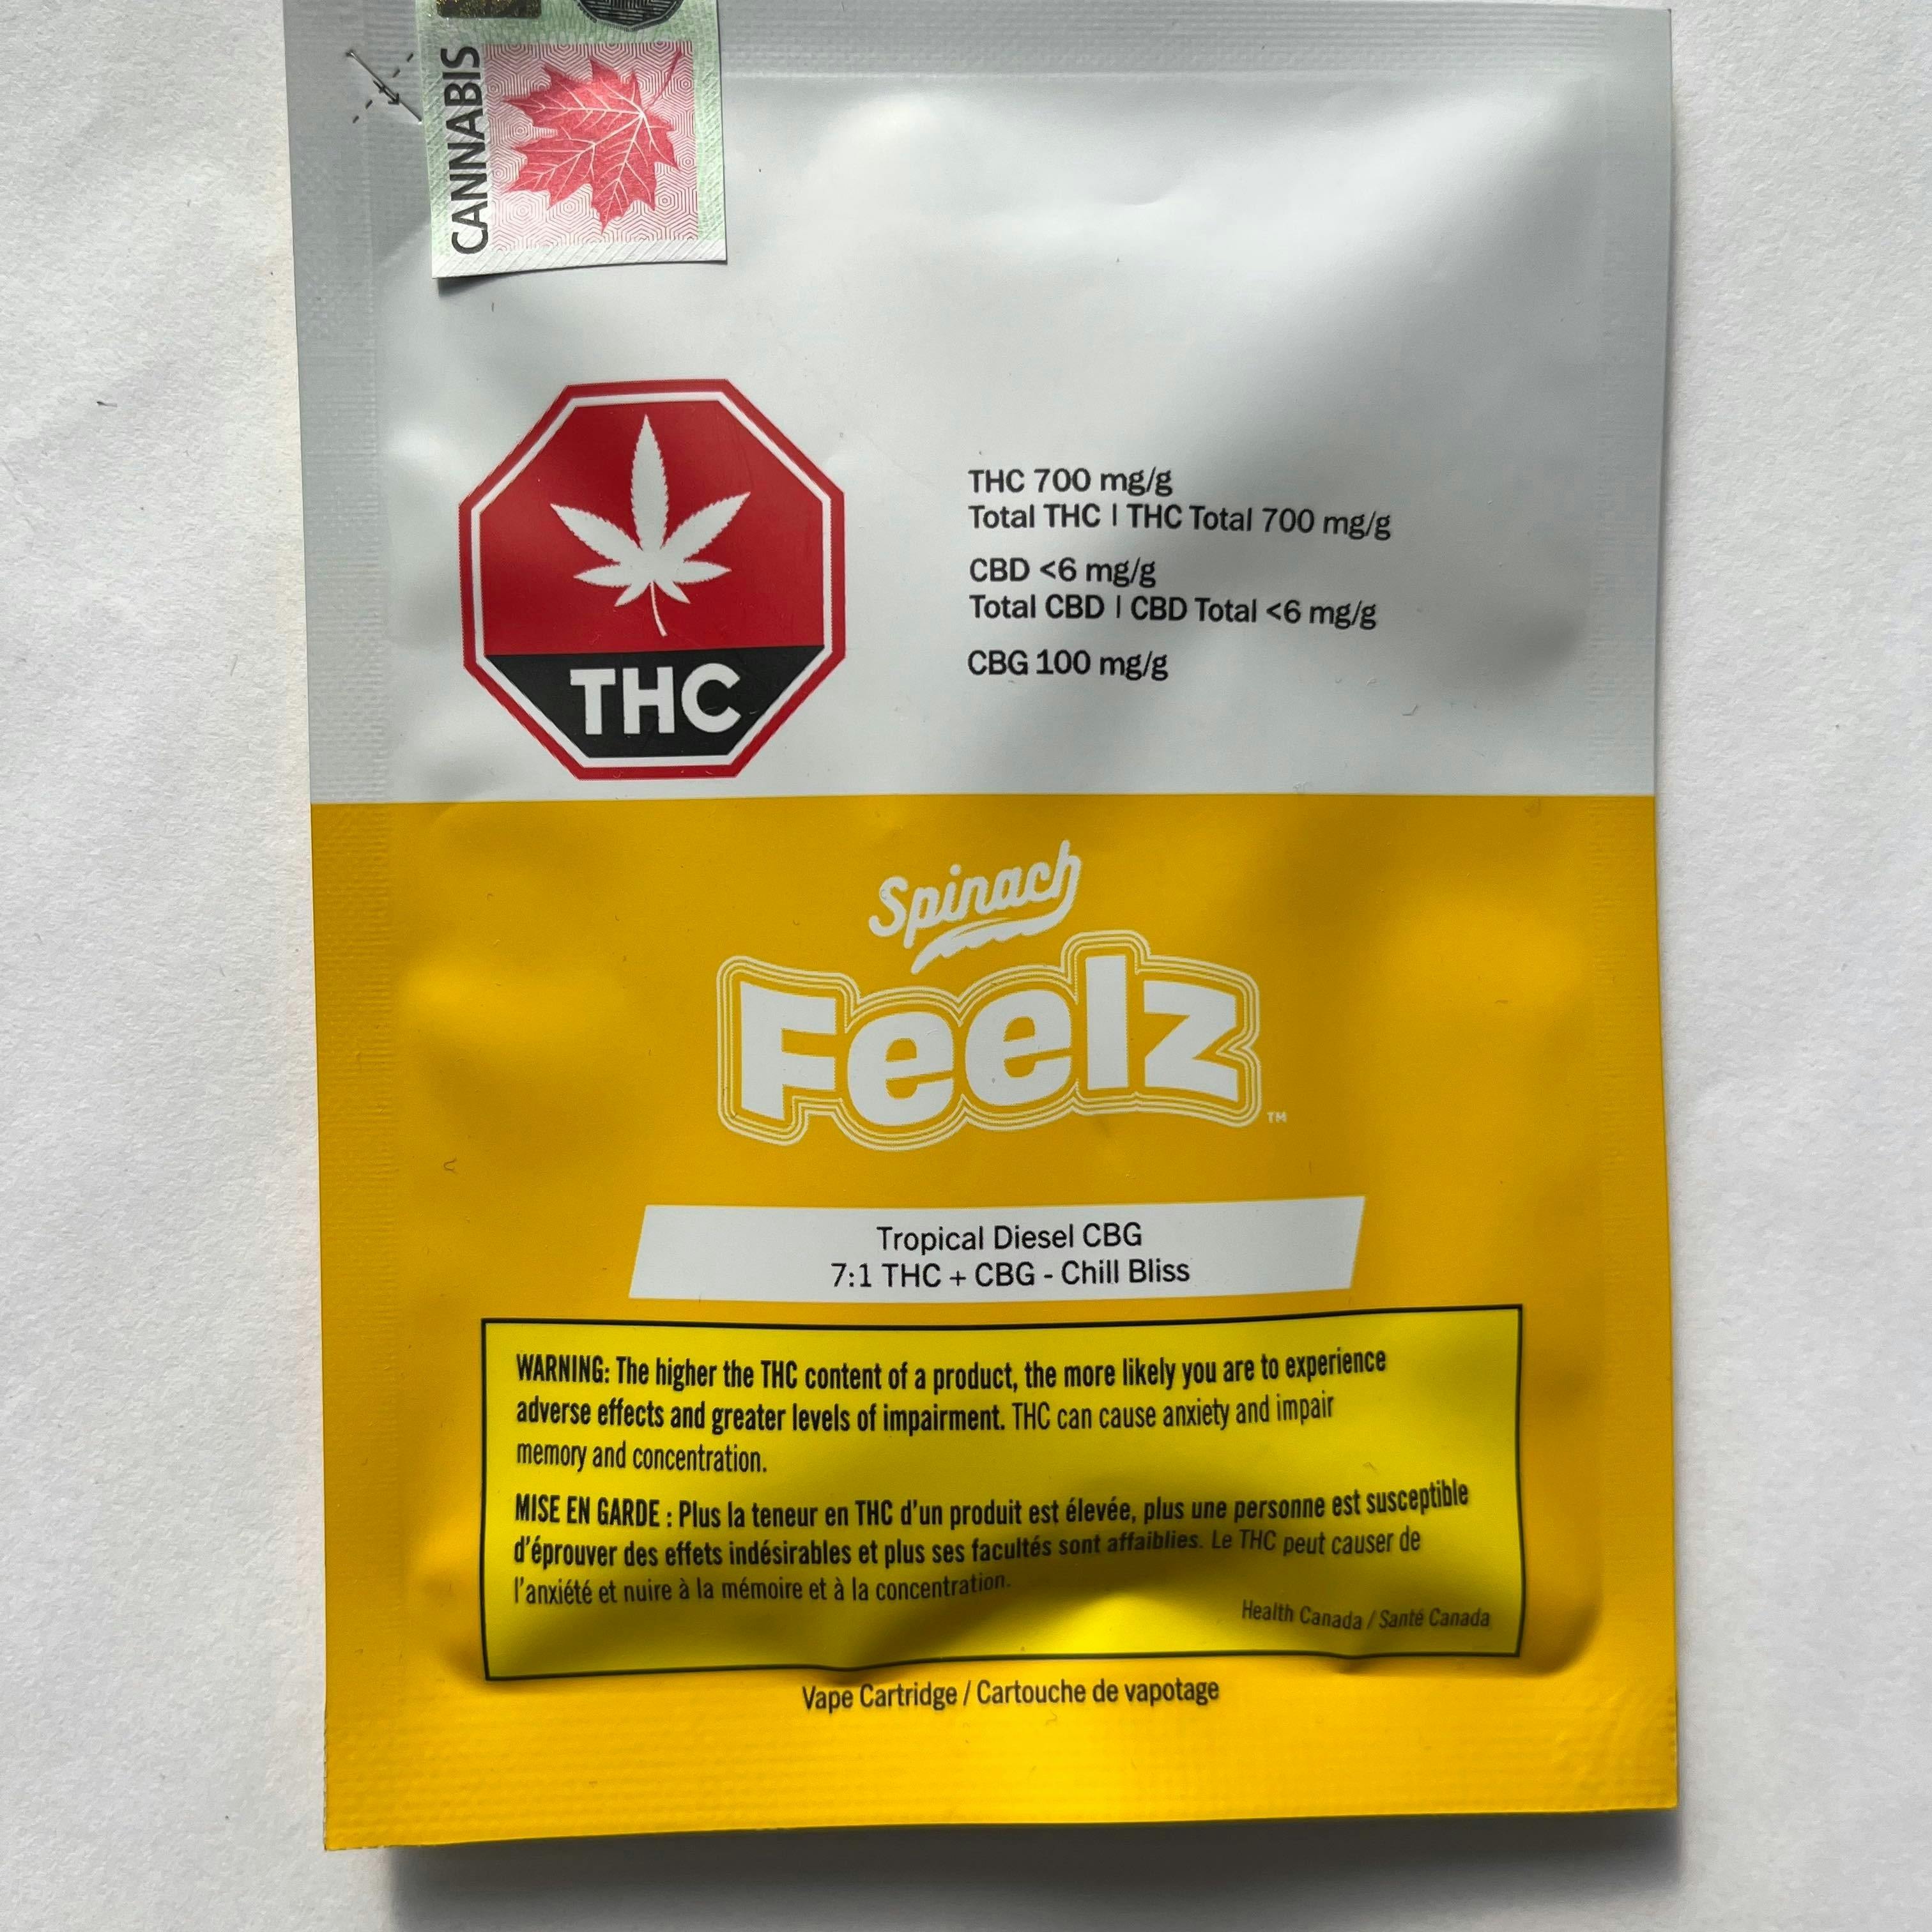 CANNABIS
THC
THC 700 mg/g
Total THC | THC Total 700 mg/g
CBD <6 mg/g
Total CBD | CBD Total <6 mg/g
CBG 100 mg/g
Spinach
Feelz™
Tropical Diesel CBG
7:1 THC + CBG - Chill Bliss
WARNING: The higher the THC content of a product, the more likely you are to experience
adverse effects and greater levels of impairment. THC can cause anxiety and impair
memory and concentration.
MISE EN GARDE : Plus la teneur en THC d'un produit est élevée, plus une personne est susceptible
d'éprouver des effets indésirables et plus ses facultés sont affaiblies. Le THC peut causer de
l'anxiété et nuire à la mémoire et à la concentration.
Health Canada / Santé Canada
Vape Cartridge / Cartouche de vapotage